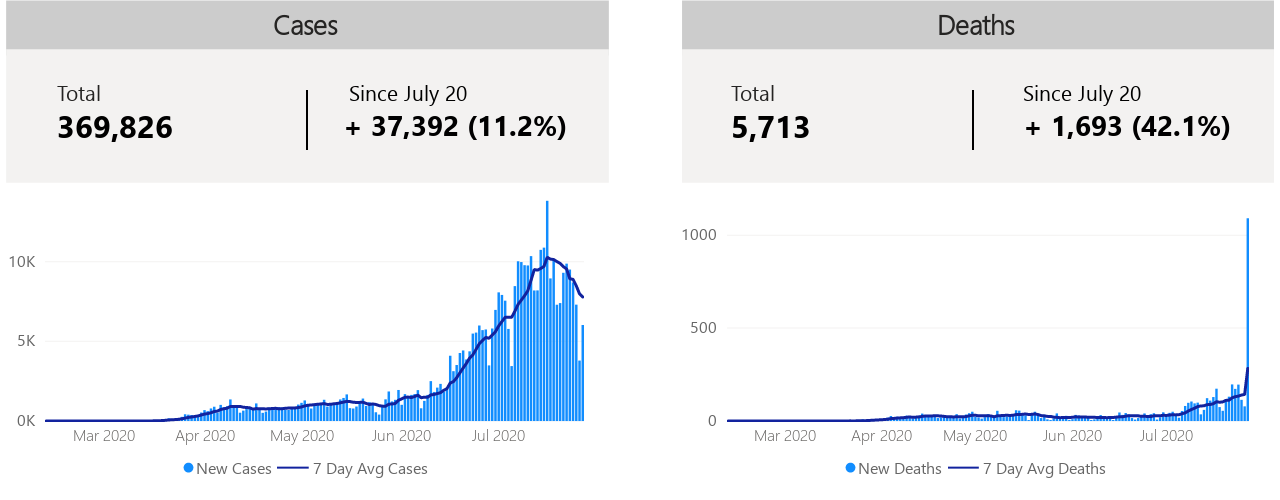 Cases
Total
369,826
Since July 20
+ 37,392 (11.2%)
10K
5K
0K
Mar 2020 Apr 2020 May 2020 Jun 2020 Jul 2020
New Cases 7 Day Avg Cases
Deaths
Total
5,713
Since July 20
+ 1,693 (42.1%)
1000
500
0
Mar 2020 Apr 2020 May 2020 Jun 2020 Jul 2020
New Deaths 7 Day Avg Deaths